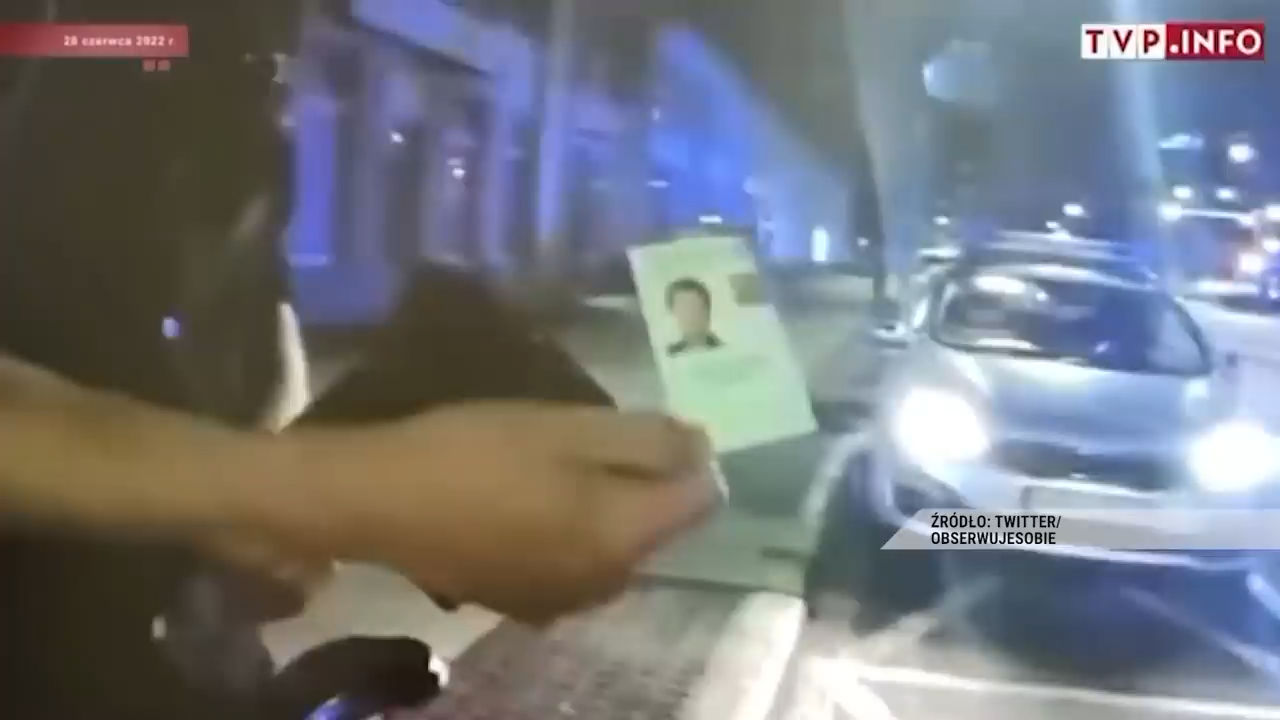 28 czerwca 2022 r.
TVP.INFO
ŹRÓDŁO: TWITTER/
OBSERWUJESOBIE